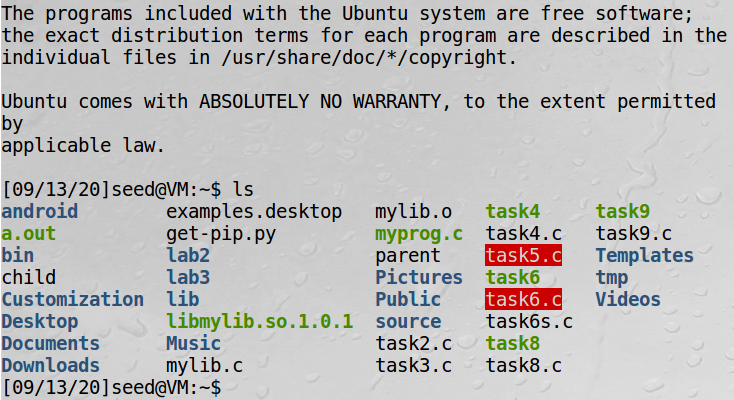 The programs included with the Ubuntu system are free software;
the exact distribution terms for each program are described in the
individual files in /usr/share/doc/*/copyright.
Ubuntu comes with ABSOLUTELY NO WARRANTY, to the extent permitted
by
applicable law.
[09/13/20]seed@VM:~$ ls
android examples.desktop mylib.o task4 task9
a.out get-pip.py myprog.c task4.c task9.c
bin lab2 parent task5.c Templates
child lab3 Pictures task6 tmp
Customization lib Public task6.c Videos
Desktop libmylib.so.1.0.1 source task6s.c
Documents Music task2.c task8
Downloads mylib.c task3.c task8.c
[09/13/20]seed@VM:~$